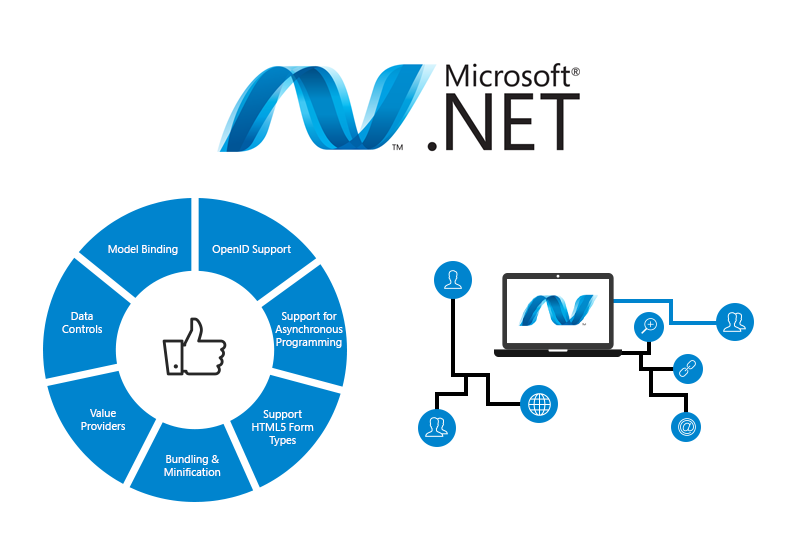 Microsoft®
.NET
TM
Model Binding
OpenID Support
Data
Controls
Support for
Asynchronous
Programming
Value
Providers
Support
HTML5 Form
Types
Bundling &
Minification
@